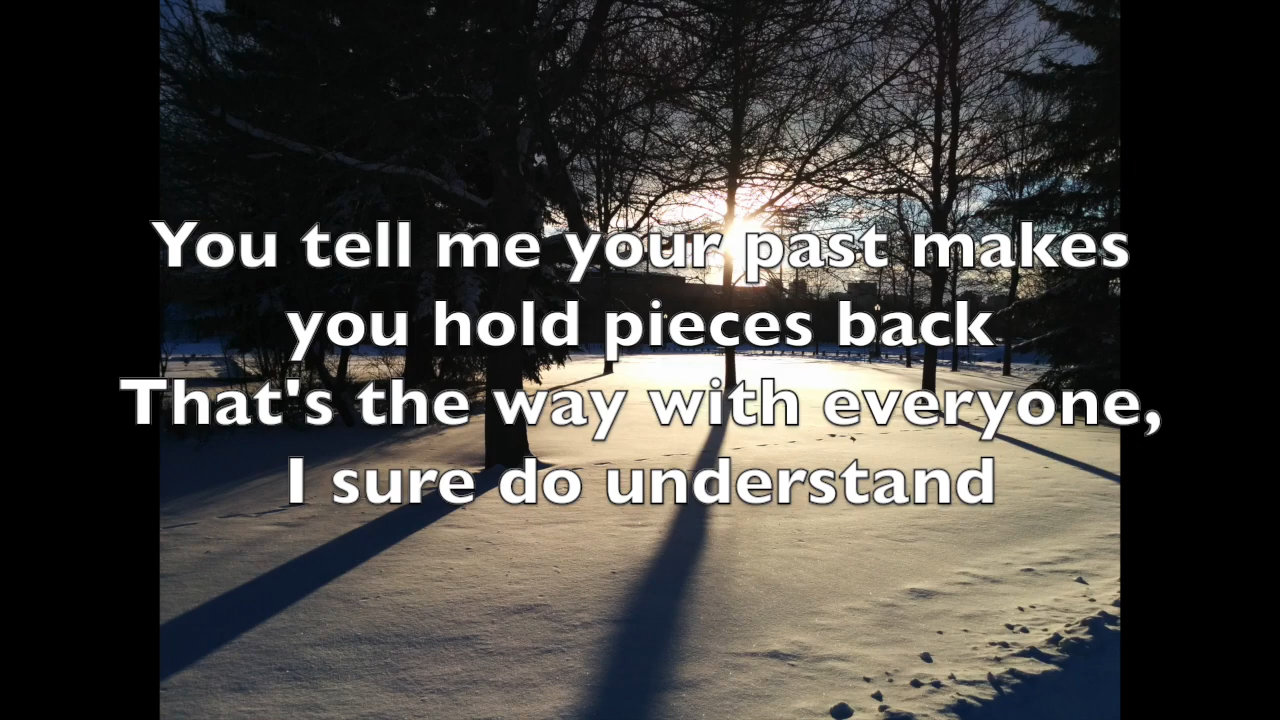 You tell me your past makes
you hold pieces back
That's the way with everyone,
I sure do understand